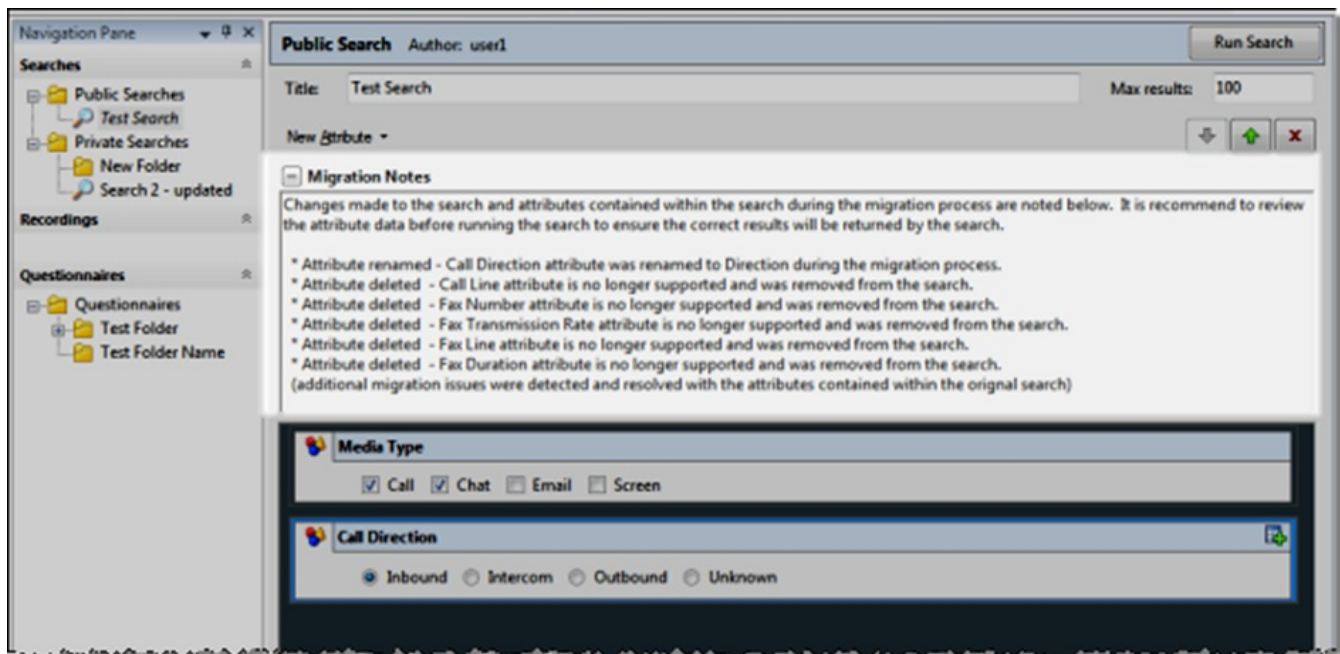 Navigation Pane
Searches
Public Searches
Test Search
Private Searches
New Folder
Search 2 - updated
Recordings
Questionnaires
Questionnaires
Test Folder
Test Folder Name
Public Search Author: user1
Run Search
Title: Test Search
Max results: 100
New Attribute
Migration Notes
Changes made to the search and attributes contained within the search during the migration process are noted below. It is recommend to review
the attribute data before running the search to ensure the correct results will be returned by the search.
* Attribute renamed - Call Direction attribute was renamed to Direction during the migration process.
* Attribute deleted - Call Line attribute is no longer supported and was removed from the search.
* Attribute deleted - Fax Number attribute is no longer supported and was removed from the search.
* Attribute deleted - Fax Transmission Rate attribute is no longer supported and was removed from the search.
* Attribute deleted - Fax Line attribute is no longer supported and was removed from the search.
* Attribute deleted - Fax Duration attribute is no longer supported and was removed from the search.
(additional migration issues were detected and resolved with the attributes contained within the orignal search)
Media Type
Call Chat Email Screen
Call Direction
Inbound Intercom Outbound Unknown